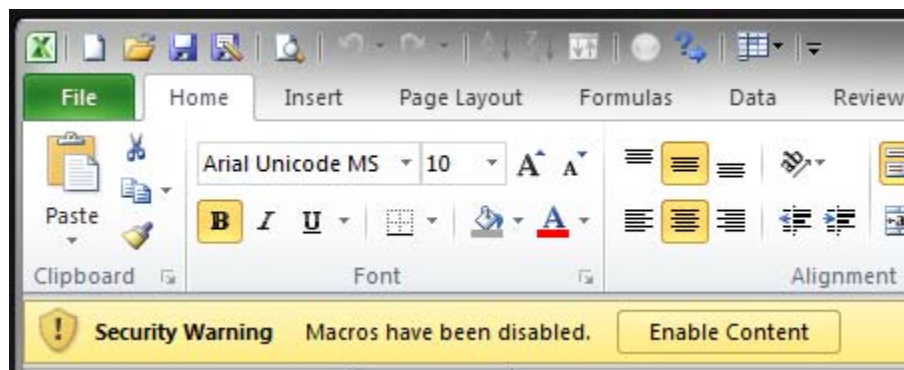 File Home Insert Page Layout Formulas Data Review
Arial Unicode MS 10 A A
Paste B I U A
Clipboard Font Alignment
Security Warning Macros have been disabled. Enable Content